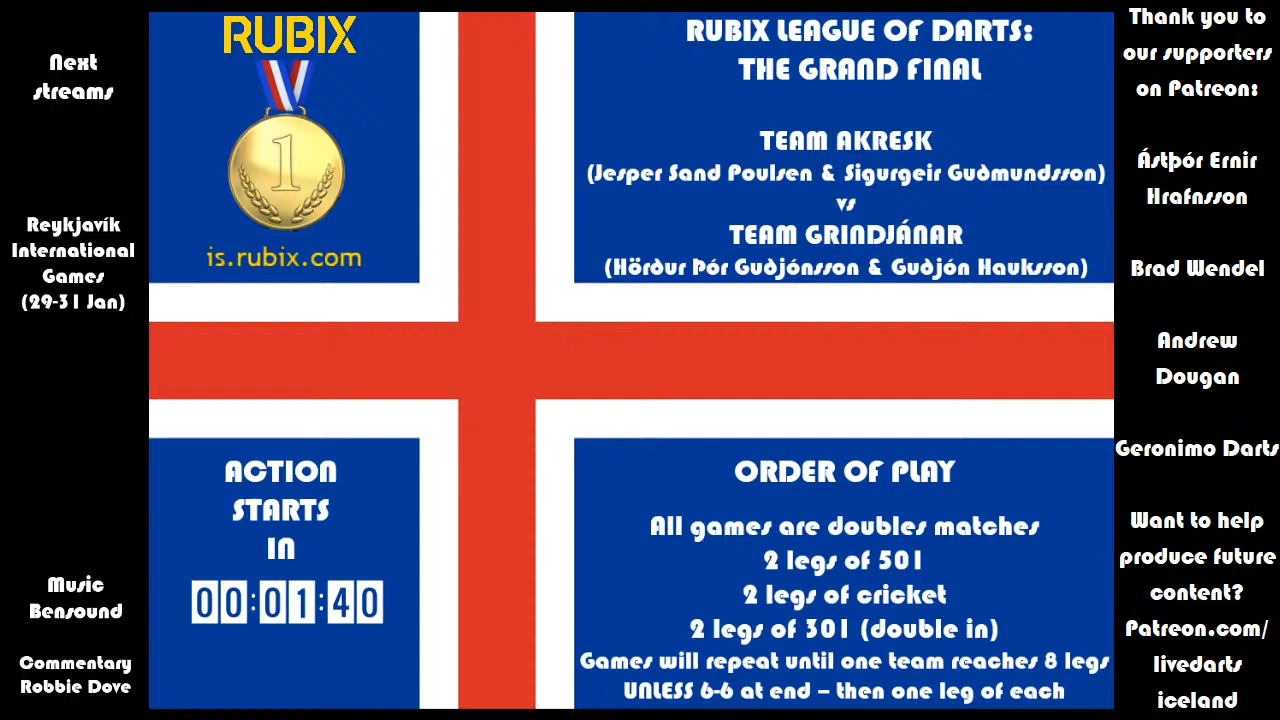 Next
streams
Reykjavík
International
Games
(29-31 Jan)
Music
Bensound
Commentary
Robbie Dove
RUBIX
1
is.rubix.com
RUBIX LEAGUE OF DARTS:
THE GRAND FINAL
TEAM AKRESK
(Jesper Sand Poulsen & Sigurgeir Guðmundsson)
vs
TEAM GRINDJÁNAR
(Hörður Þór Guðjónsson & Guðjón Hauksson)
ACTION
STARTS
IN
00:01:40
ORDER OF PLAY
All games are doubles matches
2 legs of 501
2 legs of cricket
2 legs of 301 (double in)
Games will repeat until one team reaches 8 legs
UNLESS 6-6 at end – then one leg of each
Thank you to
our supporters
on Patreon:
Ástþór Ernir
Hrafnsson
Brad Wendel
Andrew
Dougan
Geronimo Darts
Want to help
produce future
content?
Patreon.com/
livedarts
iceland